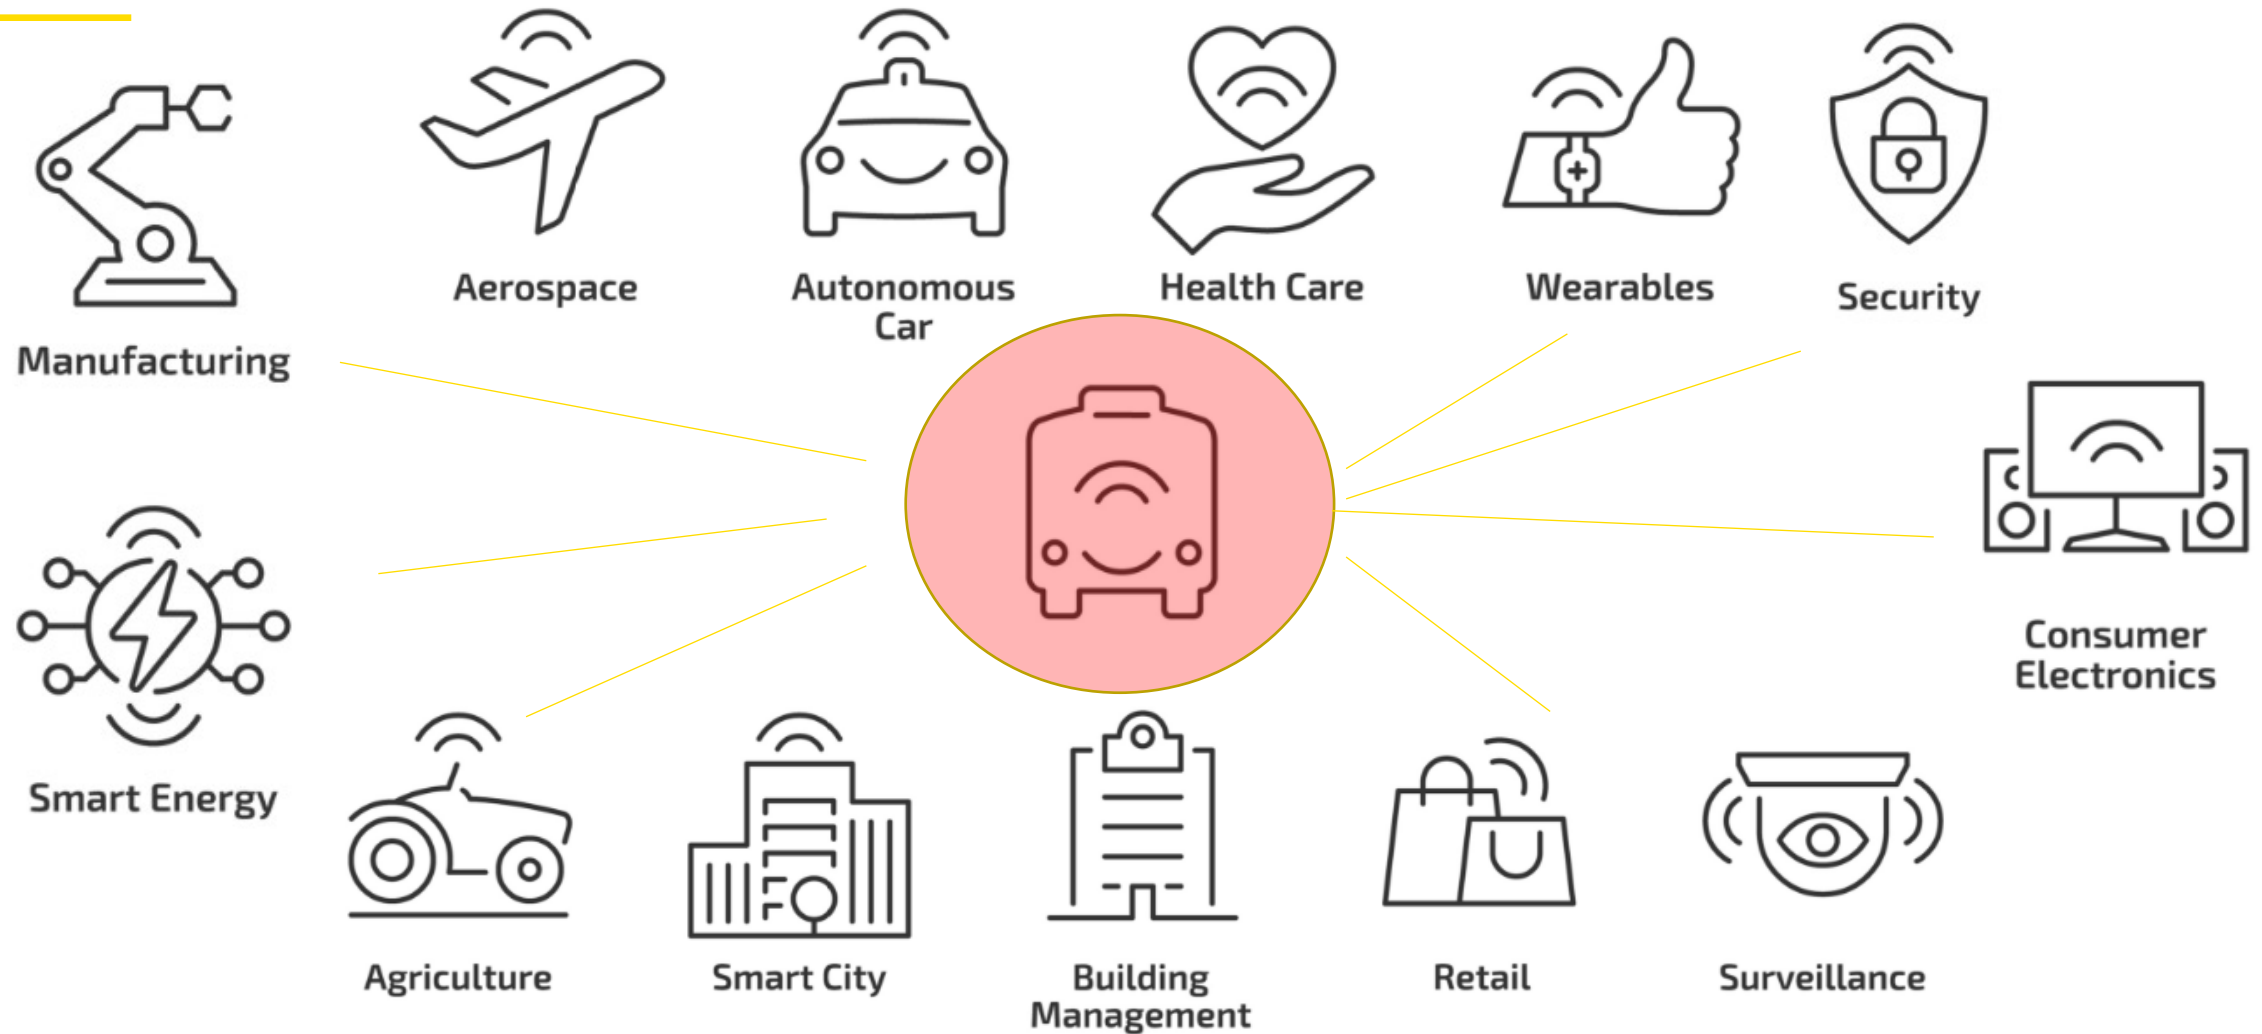 Manufacturing
Aerospace
Autonomous
Car
Health Care
Wearables
Security
Smart Energy
Consumer
Electronics
Agriculture
Smart City
Building
Management
Retail
Surveillance